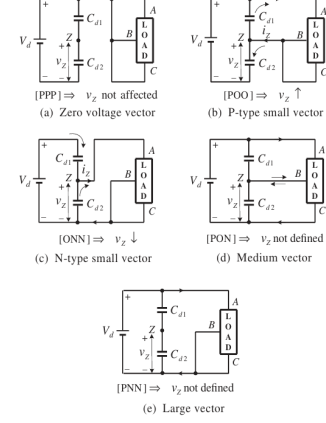 A
+ C_d1 L
V_d Z B O
+ A
v_Z C_d2 D
− − C
[PPP] ⇒ v_Z not affected
(a) Zero voltage vector
A
+ C_d1 L
V_d Z i_Z B O
+ A
v_Z C_d2 D
− − C
[POO] ⇒ v_Z ↑
(b) P-type small vector
+ A
C_d1 L
V_d Z i_Z B O
+ A
v_Z C_d2 D
− − C
[ONN] ⇒ v_Z ↓
(c) N-type small vector
+ A
C_d1 L
V_d Z B O
+ A
v_Z C_d2 D
− − C
[PON] ⇒ v_Z not defined
(d) Medium vector
+ A
C_d1 L
V_d Z B O
+ A
v_Z C_d2 D
− − C
[PNN] ⇒ v_Z not defined
(e) Large vector